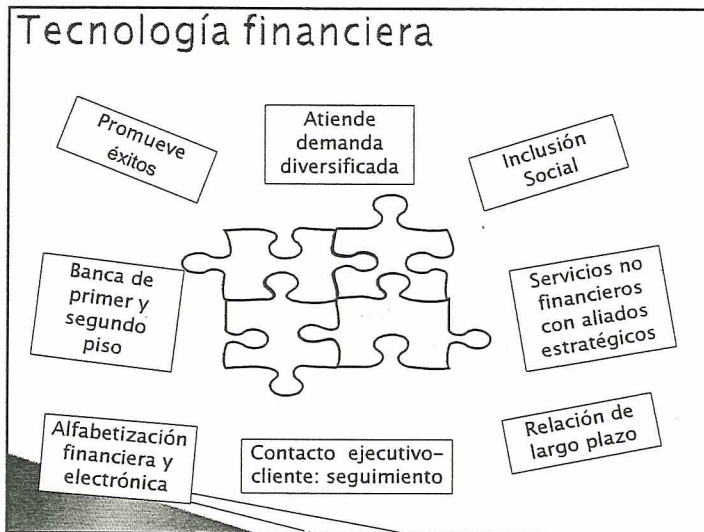 Tecnología financiera
Promueve
éxitos
Atiende
demanda
diversificada
Inclusión
Social
Banca de
primer y
segundo
piso
Servicios no
financieros
con aliados
estratégicos
Alfabetización
financiera y
electrónica
Contacto ejecutivo-
cliente: seguimiento
Relación de
largo plazo